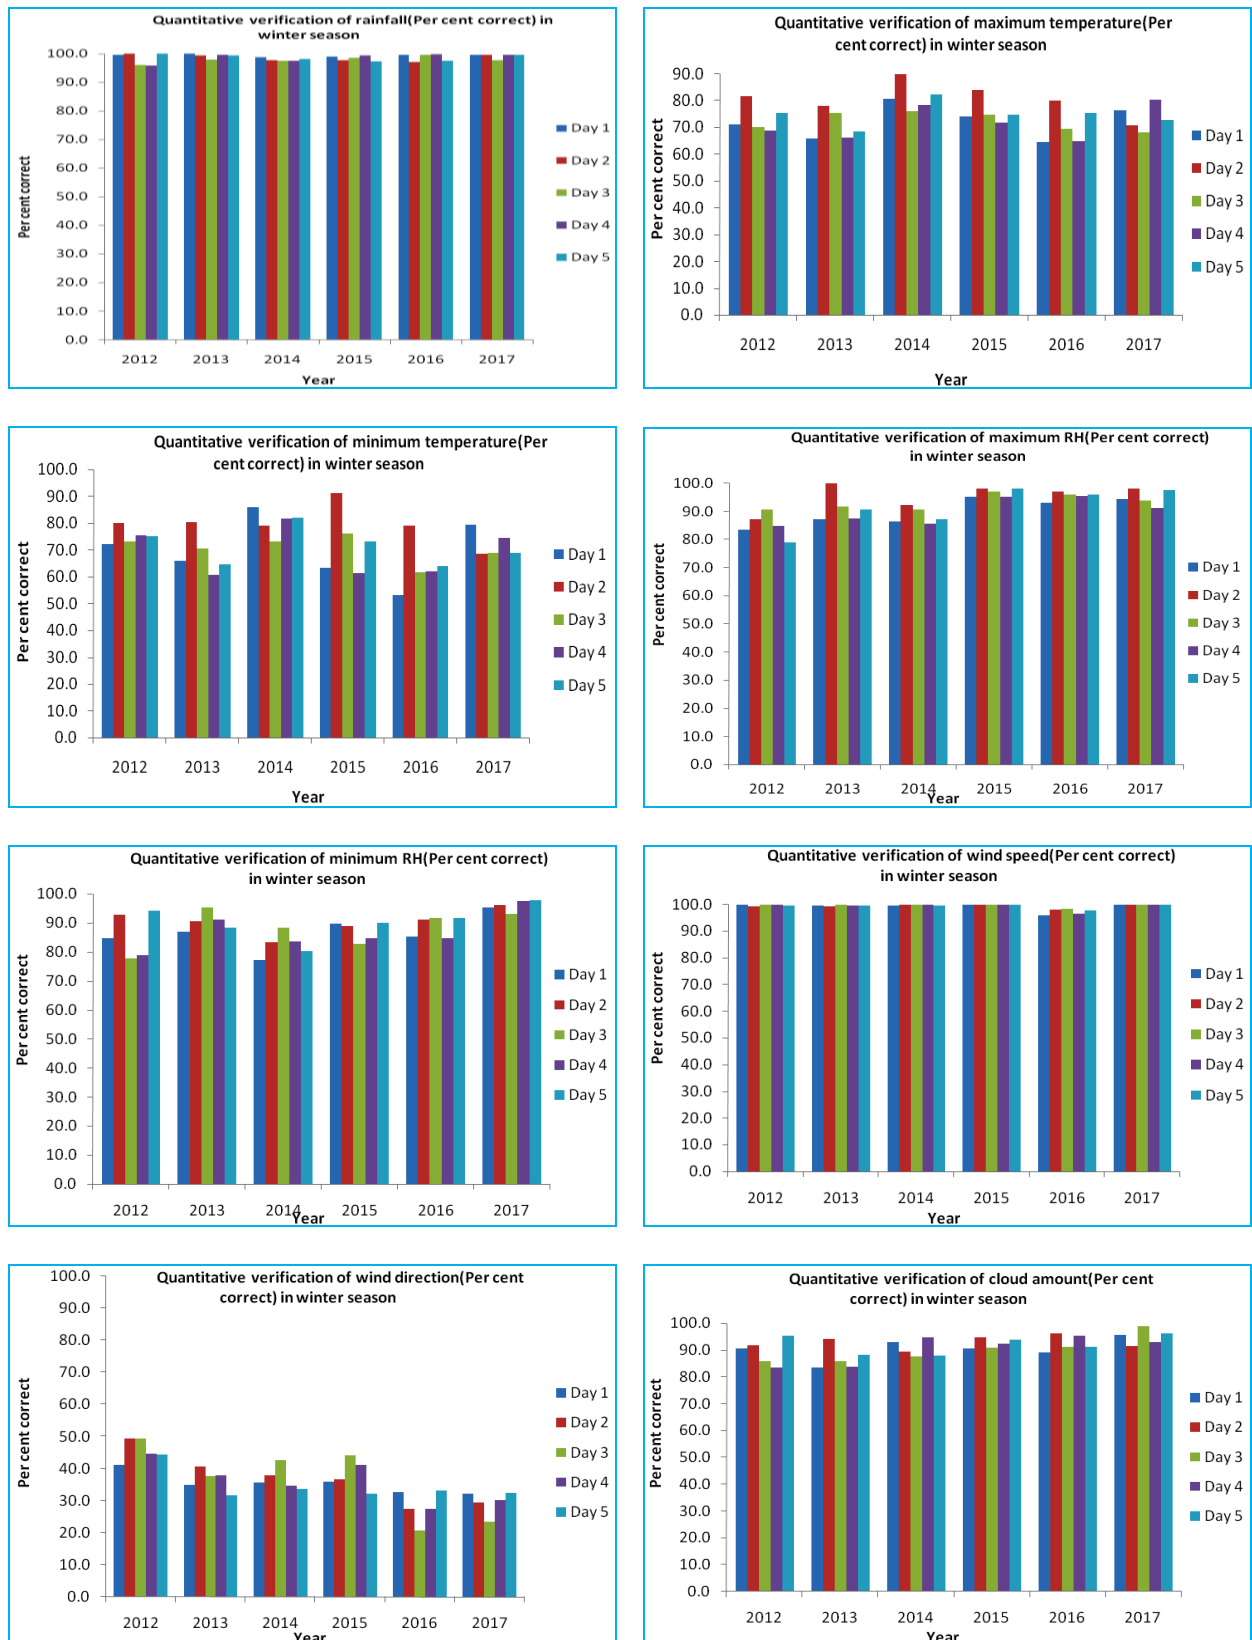 Quantitative verification of rainfall(Per cent correct) in
winter season
100.0
90.0
80.0
70.0
60.0
50.0
40.0
30.0
20.0
10.0
0.0
Per cent correct
2012 2013 2014 2015 2016 2017
Year
Day 1
Day 2
Day 3
Day 4
Day 5
Quantitative verification of maximum temperature(Per
cent correct) in winter season
90.0
80.0
70.0
60.0
50.0
40.0
30.0
20.0
10.0
0.0
Per cent correct
2012 2013 2014 2015 2016 2017
Year
Day 1
Day 2
Day 3
Day 4
Day 5
Quantitative verification of minimum temperature(Per
cent correct) in winter season
100.0
90.0
80.0
70.0
60.0
50.0
40.0
30.0
20.0
10.0
0.0
Per cent correct
2012 2013 2014 2015 2016 2017
Year
Day 1
Day 2
Day 3
Day 4
Day 5
Quantitative verification of maximum RH(Per cent correct)
in winter season
100.0
90.0
80.0
70.0
60.0
50.0
40.0
30.0
20.0
10.0
0.0
Per cent correct
2012 2013 2014 2015 2016 2017
Year
Day 1
Day 2
Day 3
Day 4
Day 5
Quantitative verification of minimum RH(Per cent correct)
in winter season
100.0
90.0
80.0
70.0
60.0
50.0
40.0
30.0
20.0
10.0
0.0
Per cent correct
2012 2013 2014 2015 2016 2017
Year
Day 1
Day 2
Day 3
Day 4
Day 5
Quantitative verification of wind speed(Per cent correct)
in winter season
100.0
90.0
80.0
70.0
60.0
50.0
40.0
30.0
20.0
10.0
0.0
Per cent correct
2012 2013 2014 2015 2016 2017
Year
Day 1
Day 2
Day 3
Day 4
Day 5
Quantitative verification of wind direction(Per cent
correct) in winter season
100.0
90.0
80.0
70.0
60.0
50.0
40.0
30.0
20.0
10.0
0.0
Per cent correct
2012 2013 2014 2015 2016 2017
Year
Day 1
Day 2
Day 3
Day 4
Day 5
Quantitative verification of cloud amount(Per cent
correct) in winter season
100.0
90.0
80.0
70.0
60.0
50.0
40.0
30.0
20.0
10.0
0.0
Per cent correct
2012 2013 2014 2015 2016 2017
Year
Day 1
Day 2
Day 3
Day 4
Day 5